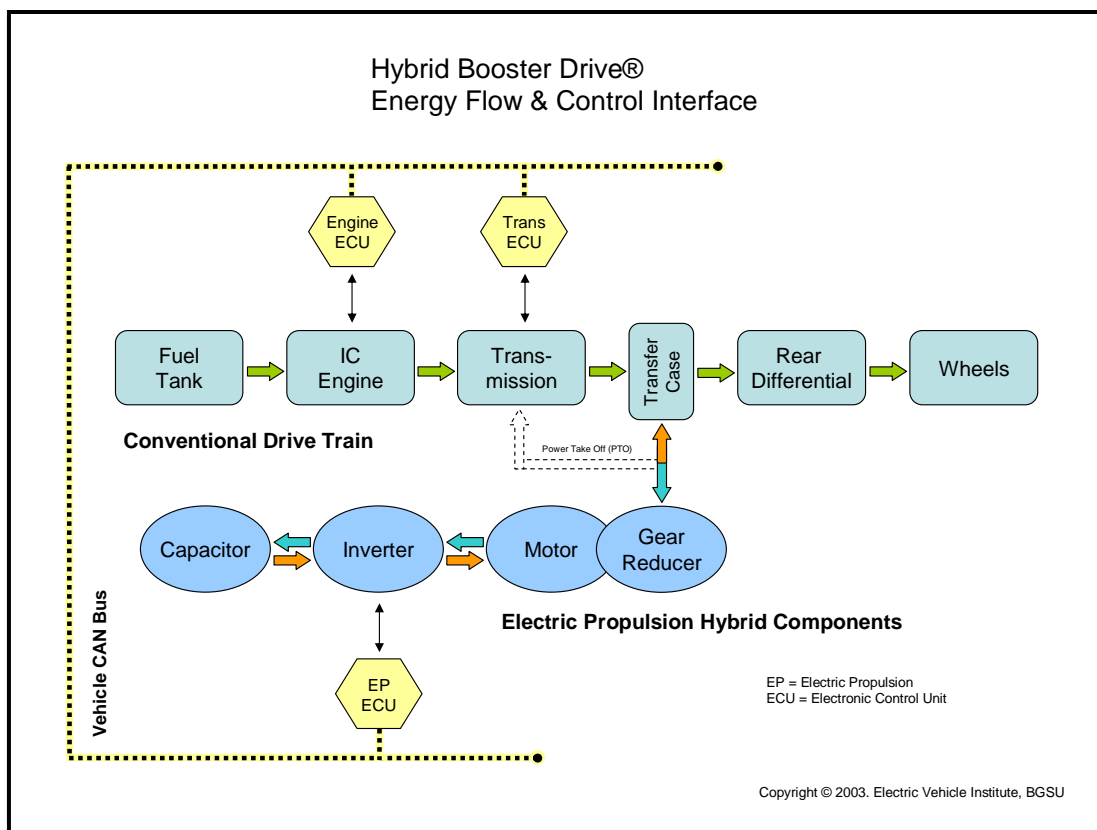 Hybrid Booster Drive®
Energy Flow & Control Interface
Engine
ECU
Trans
ECU
Fuel
Tank
IC
Engine
Trans-
mission
Transfer
Case
Rear
Differential
Wheels
Conventional Drive Train
Power Take Off (PTO)
Capacitor
Inverter
Motor
Gear
Reducer
Electric Propulsion Hybrid Components
Vehicle CAN Bus
EP
ECU
EP = Electric Propulsion
ECU = Electronic Control Unit
Copyright © 2003. Electric Vehicle Institute, BGSU